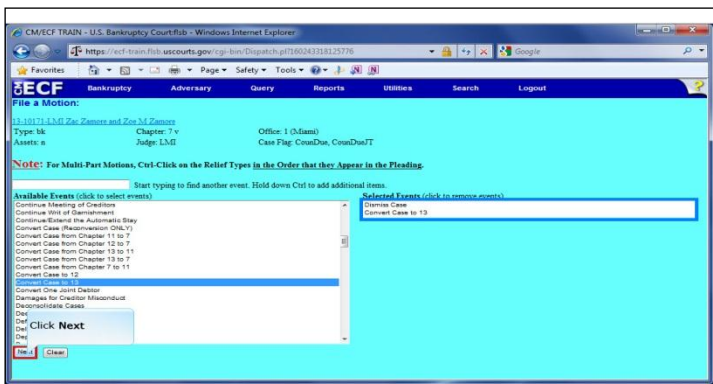 CM/ECF TRAIN - U.S. Bankruptcy Court:flsb - Windows Internet Explorer
https://ecf-train.flsb.uscourts.gov/cgi-bin/Dispatch.pl?160243318125776
Google
Favorites Page Safety Tools
ECF Bankruptcy Adversary Query Reports Utilities Search Logout ?
File a Motion:
13-10171-LMI Zac Zamore and Zoe M Zamore
Type: bk Chapter: 7 v Office: 1 (Miami)
Assets: n Judge: LMI Case Flag: CounDue, CounDueJT
Note: For Multi-Part Motions, Ctrl-Click on the Relief Types in the Order that they Appear in the Pleading.
Start typing to find another event. Hold down Ctrl to add additional items.
Available Events (click to select events) Selected Events (click to remove events)
Continue Meeting of Creditors Dismiss Case
Continue Writ of Garnishment Convert Case to 13
Continue/Extend the Automatic Stay
Convert Case (Reconversion ONLY)
Convert Case from Chapter 11 to 7
Convert Case from Chapter 12 to 7
Convert Case from Chapter 13 to 11
Convert Case from Chapter 13 to 7
Convert Case from Chapter 7 to 11
Convert Case to 12
Convert Case to 13
Convert One Joint Debtor
Damages for Creditor Misconduct
Deconsolidate Cases
Click Next
Next Clear